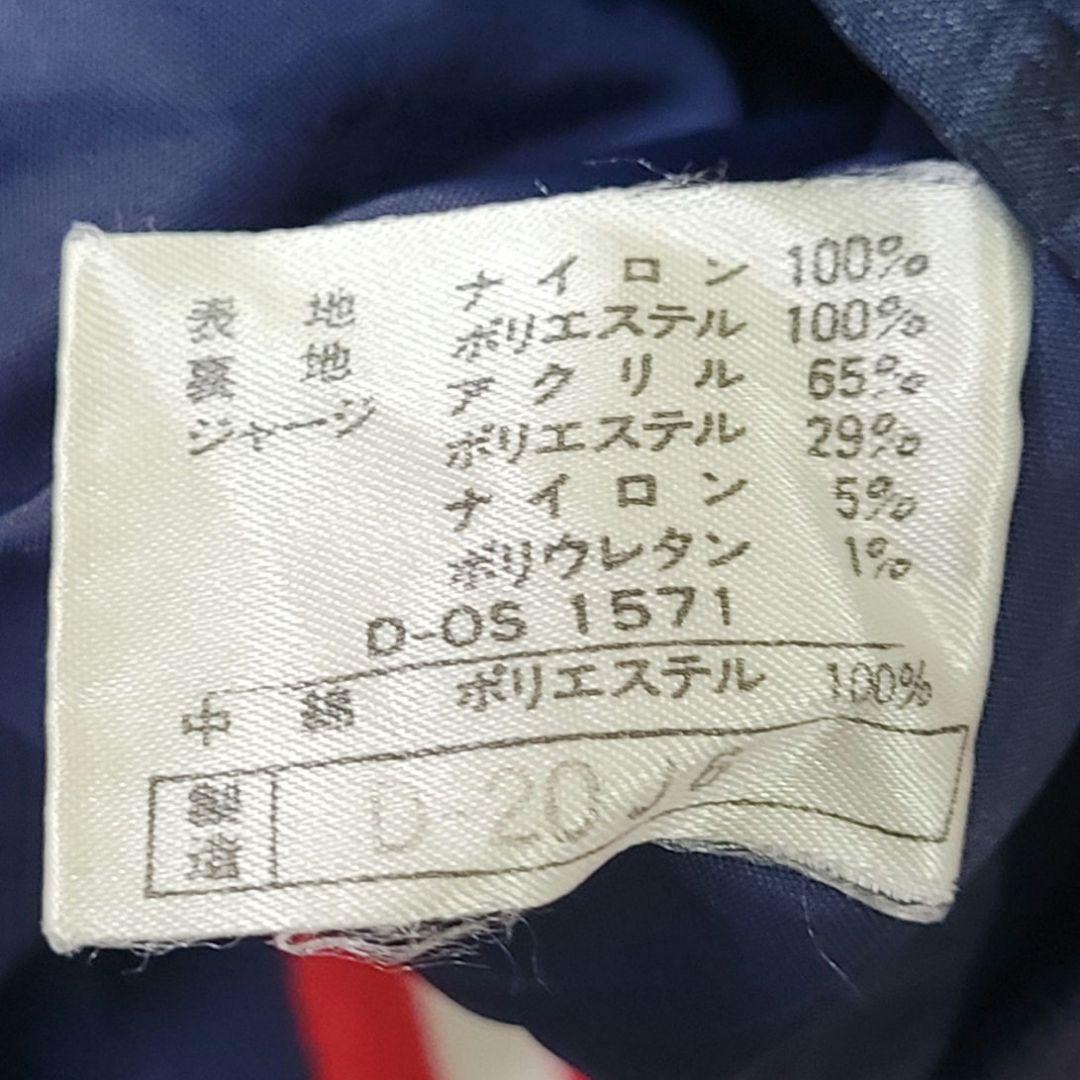 表地 ナイロン 100%
裏地 ポリエステル 100%
ジャージ アクリル 65%
ポリエステル 29%
ナイロン 5%
ポリウレタン 1%
D-OS 1571
中綿 ポリエステル 100%
製造 D-20